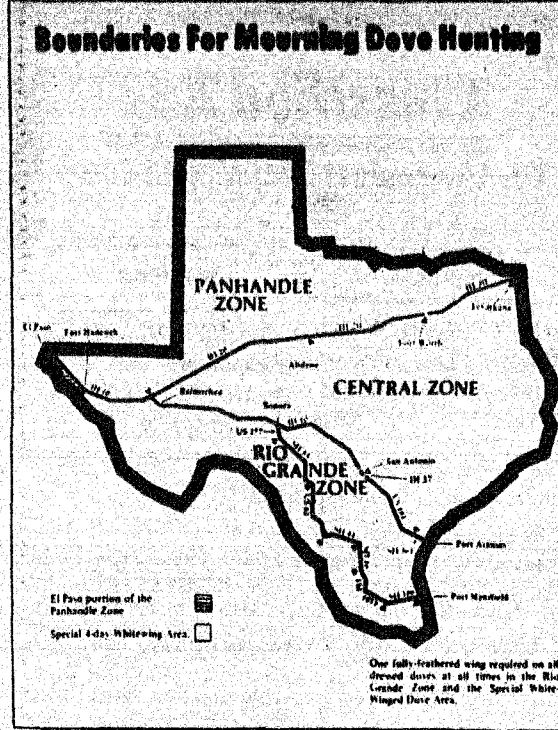 Boundaries For Mourning Dove Hunting
PANHANDLE
ZONE
El Paso
Fort Hancock
Fort Worth
Abilene
Balmorhea
CENTRAL ZONE
Sonora
US 277
RIO
GRANDE
ZONE
San Antonio
IH 37
Port Aransas
Port Mansfield
El Paso portion of the
Panhandle Zone
Special 4-day Whitewing Area.
One fully-feathered wing required on all
dressed doves at all times in the Rio
Grande Zone and the Special White-
Winged Dove Area.